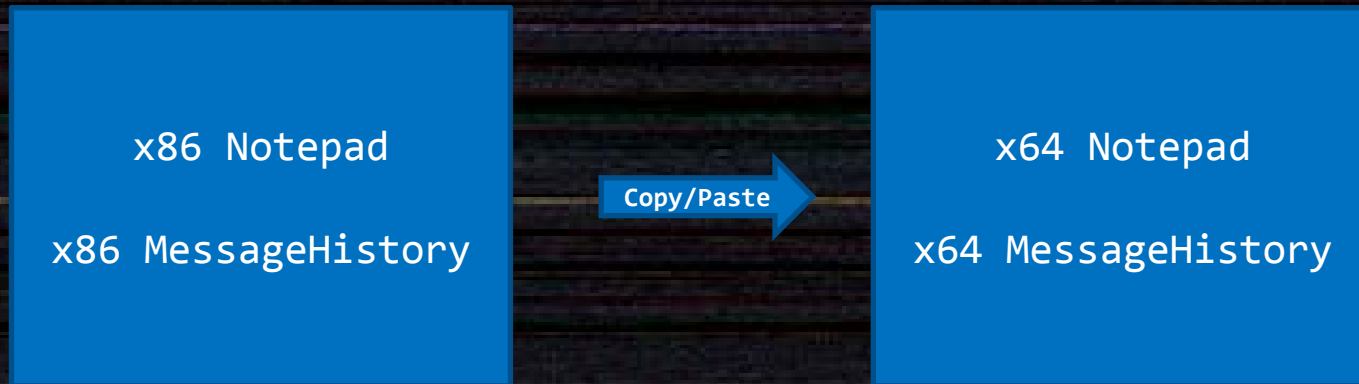 x86 Notepad
x86 MessageHistory
Copy/Paste
x64 Notepad
x64 MessageHistory